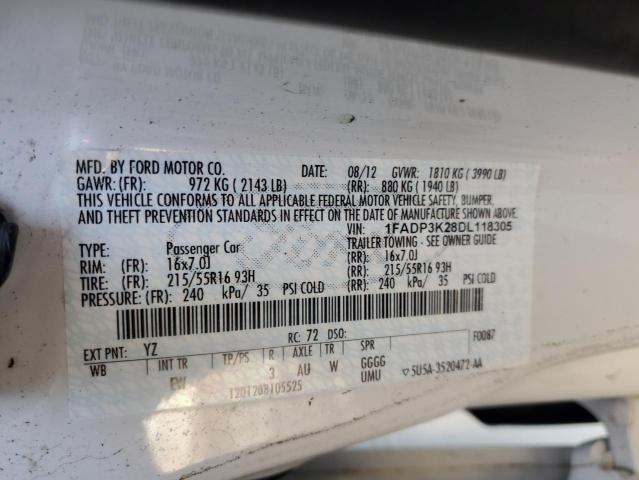 MFD. BY FORD MOTOR CO. DATE: 08/12 GVWR: 1810 KG ( 3990 LB)
GAWR: (FR): 972 KG ( 2143 LB) (RR): 880 KG ( 1940 LB)
THIS VEHICLE CONFORMS TO ALL APPLICABLE FEDERAL MOTOR VEHICLE SAFETY, BUMPER,
AND THEFT PREVENTION STANDARDS IN EFFECT ON THE DATE OF MANUFACTURE SHOWN ABOVE.
VIN: 1FADP3K28DL118305
TYPE: Passenger Car TRAILER TOWING - SEE OWNER GUIDE
RIM: (FR): 16x7.0J (RR): 16x7.0J
TIRE: (FR): 215/55R16 93H (RR): 215/55R16 93H
PRESSURE: (FR): 240 kPa/ 35 PSI COLD (RR): 240 kPa/ 35 PSI COLD
RC: 72 DSO: F0087
EXT PNT: YZ
WB INT TR TP/PS R AXLE TR SPR
EW 3 AU W GGGG
UMU
1201208105525 5U5A-3520472-AA